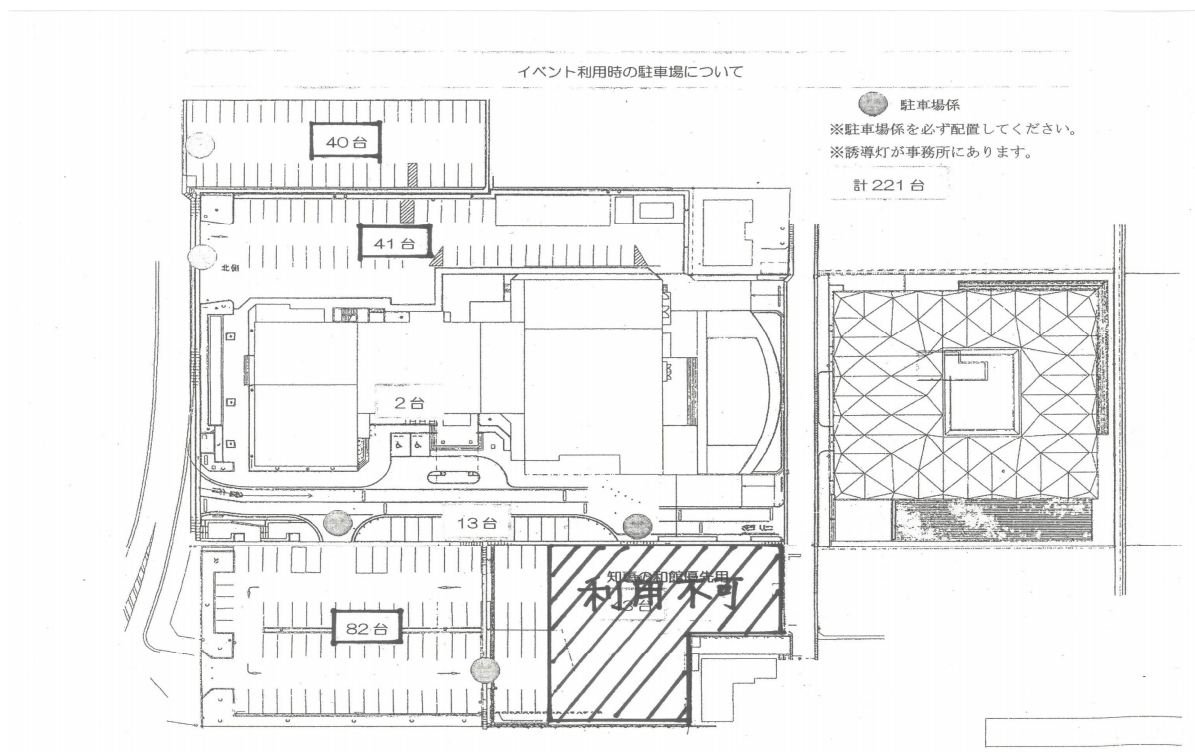 イベント利用時の駐車場について
駐車場係
※駐車場係を必ず配置してください。
※誘導灯が事務所にあります。
計221台
40台
41台
北側
2台
13台
利用不可
82台